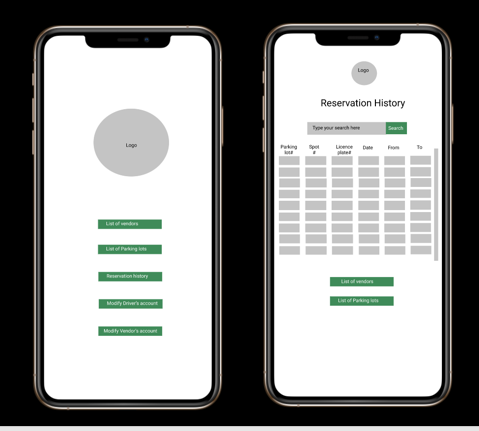 Logo
List of vendors
List of Parking lots
Reservation history
Modify Driver's account
Modify Vendor's account
Logo
Reservation History
Type your search here
Search
Parking lot#
Spot #
Licence plate#
Date
From
To
List of vendors
List of Parking lots